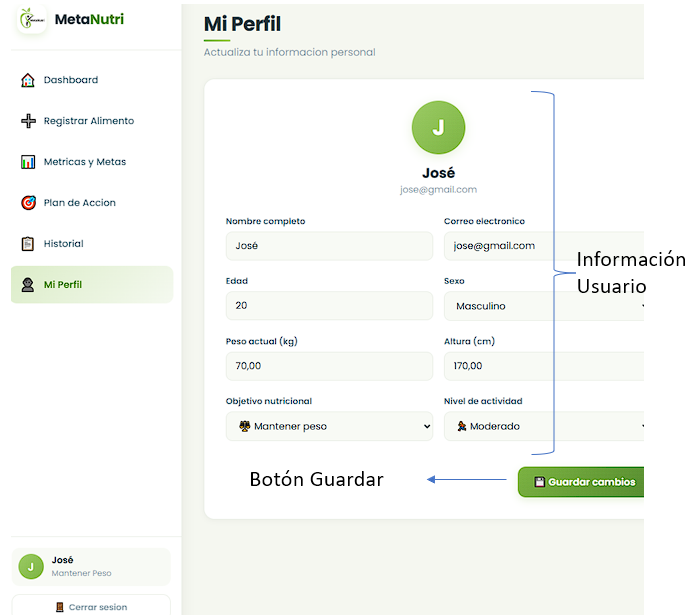 MetaNutri
Dashboard
Registrar Alimento
Metricas y Metas
Plan de Accion
Historial
Mi Perfil
José
Mantener Peso
Cerrar sesion
Mi Perfil
Actualiza tu informacion personal
J
José
jose@gmail.com
Nombre completo
Correo electronico
José
jose@gmail.com
Edad
Sexo
20
Masculino
Peso actual (kg)
Altura (cm)
70,00
170,00
Objetivo nutricional
Nivel de actividad
Mantener peso
Moderado
Guardar cambios
Información
Usuario
Botón Guardar
J